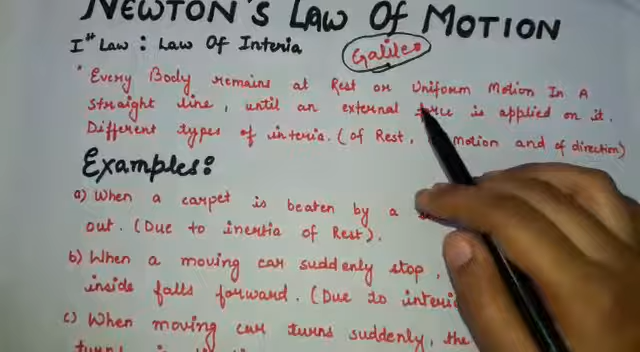 NEWTON'S LAW OF MOTION
Ist LAW : LAW OF INTERIA Galileo
* EVERY BODY remains at Rest or Uniform Motion In A
straight line, until an external force is applied on it.
Different types of interia. (of Rest, motion and of direction)
Examples:
a) When a carpet is beaten by a
out. (Due to inertia of Rest).
b) When a moving car suddenly stop,
inside falls forward. (Due to
c) When moving car turns suddenly, the
turns